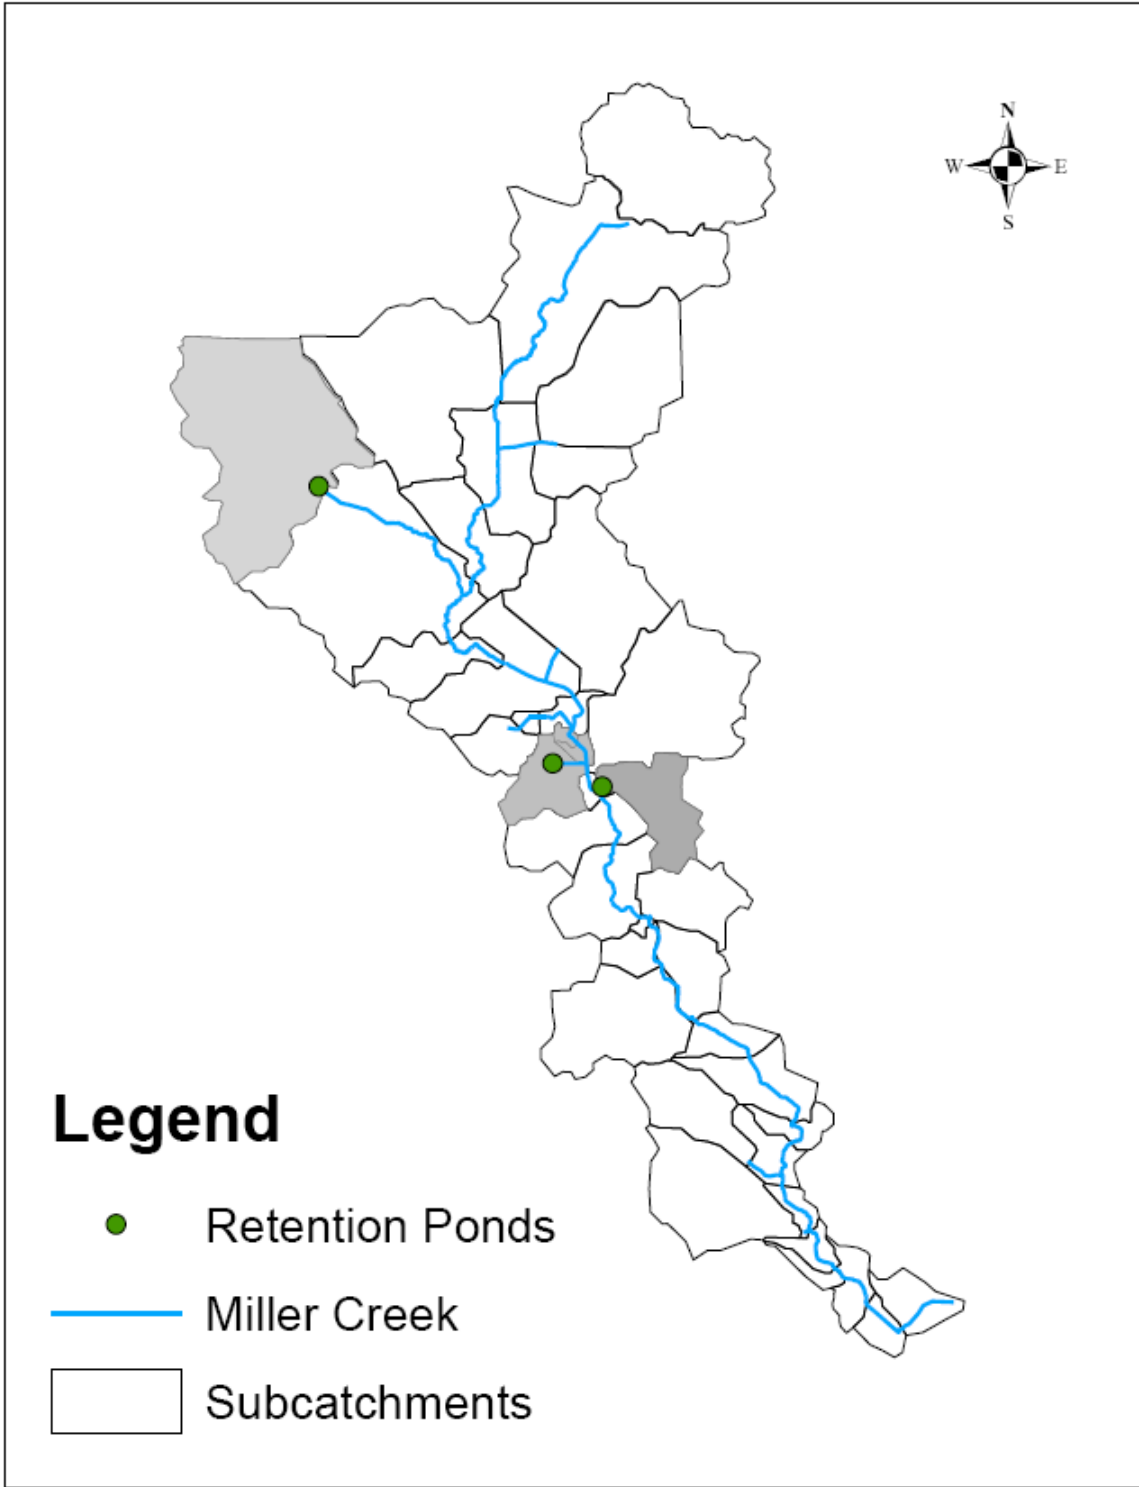 N
W E
S
Legend
Retention Ponds
Miller Creek
Subcatchments